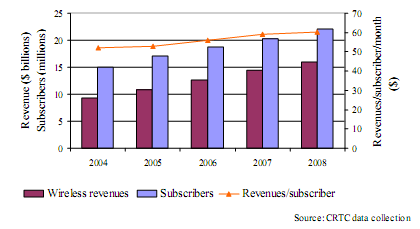 Revenue ($ billions)
Subscribers (millions)
25
20
15
10
5
0
70
60
50
40
30
20
10
0
Revenues/subscriber/month
($)
2004 2005 2006 2007 2008
Wireless revenues Subscribers Revenues/subscriber
Source: CRTC data collection